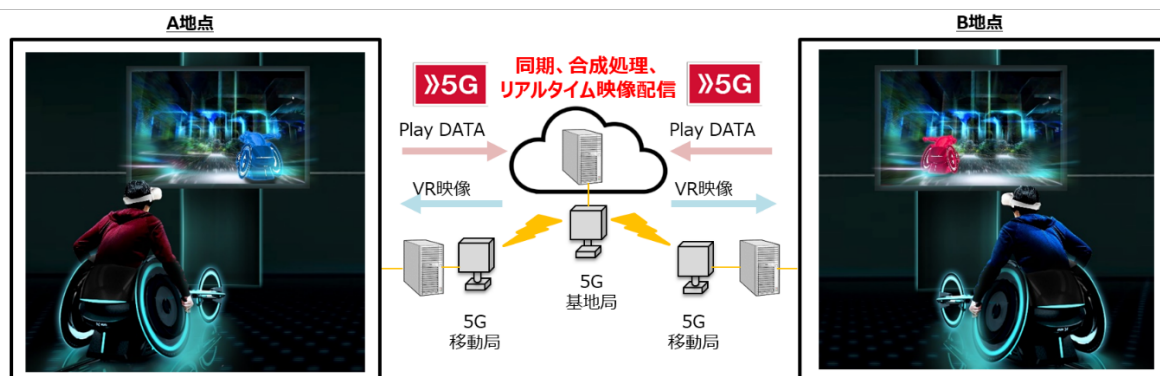 A地点
B地点
》5G
同期、合成処理、
リアルタイム映像配信
》5G
Play DATA
Play DATA
VR映像
VR映像
5G
基地局
5G
移動局
5G
移動局